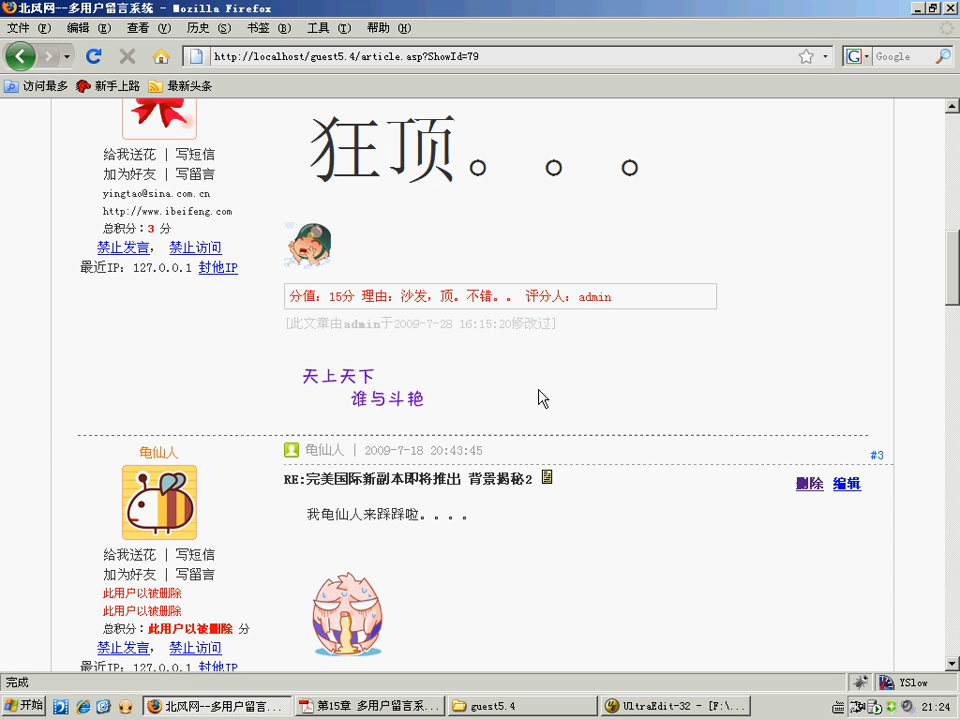 北风网--多用户留言系统 - Mozilla Firefox
文件(F) 编辑(E) 查看(V) 历史(S) 书签(B) 工具(T) 帮助(H)
http://localhost/guest5.4/article.asp?ShowId=79
Google
访问最多 新手上路 最新头条
狂顶。。。
给我送花 | 写短信
加为好友 | 写留言
yingtao@sina.com.cn
http://www.ibeifeng.com
总积分：3 分
禁止发言， 禁止访问
最近IP: 127.0.0.1 封他IP
分值: 15分 理由: 沙发，顶。不错。。 评分人: admin
[此文章由admin于2009-7-28 16:15:20修改过]
天上天下
谁与斗艳
龟仙人
龟仙人 | 2009-7-18 20:43:45
#3
RE:完美国际新副本即将推出 背景揭秘2
删除 编辑
我龟仙人来踩踩啦。。。。
给我送花 | 写短信
加为好友 | 写留言
此用户以被删除
此用户以被删除
总积分：此用户以被删除 分
禁止发言， 禁止访问
最近IP: 127.0.0.1 封他IP
完成
YSlow
开始
北风网--多用户留言...
第15章 多用户留言系...
guest5.4
UltraEdit-32 - [F:\...
21:24